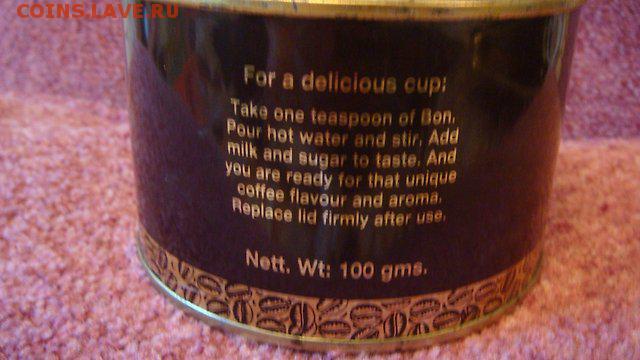 COINS.LAVE.RU
For a delicious cup:
Take one teaspoon of Bon.
Pour hot water and stir. Add
milk and sugar to taste. And
you are ready for that unique
coffee flavour and aroma.
Replace lid firmly after use.
Nett. Wt: 100 gms.